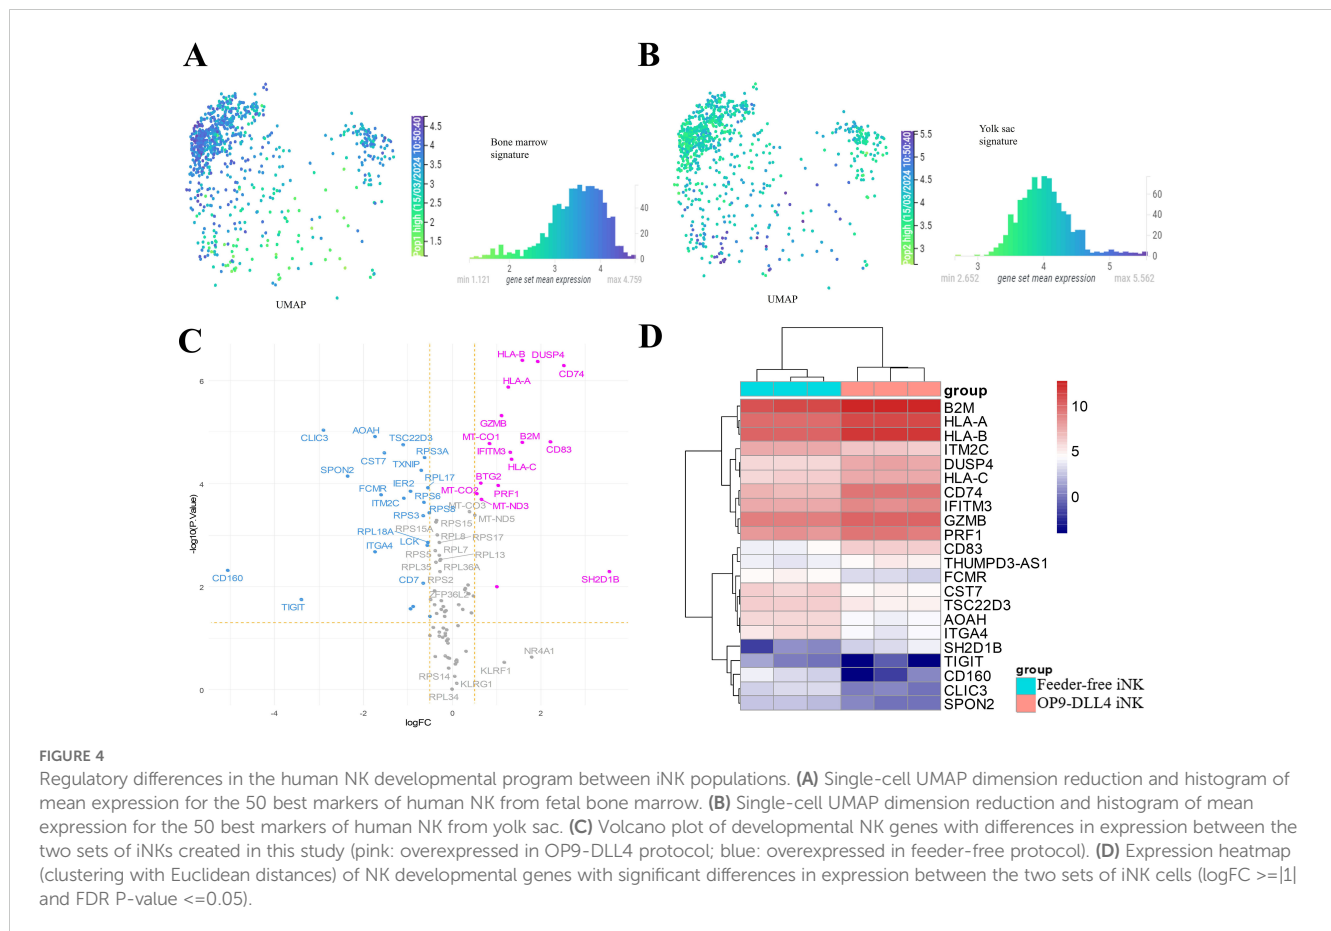 A
B
4.5
4
3.5
3
2.5
2
1.5
Pop1 high (15/03/2024 10:50:40)
Bone marrow
signature
40
20
0
2
3
4
min 1.121
gene set mean expression
max 4.759
UMAP
5.5
5
4.5
4
3.5
3
Pop2 high (15/03/2024 10:50:40)
Yolk sac
signature
60
40
20
0
3
4
5
min 2.652
gene set mean expression
max 5.562
UMAP
C
HLA-B
DUSP4
CD74
HLA-A
6
GZMB
AOAH
CLIC3
TSC22D3
MT-CO1
B2M
CD83
RPS3A
IFITM3
CST7
TXNIP
HLA-C
SPON2
RPL17
BTG2
IER2
FCMR
4
MT-CO2
PRF1
ITM2C
RPS6
MT-CO3
MT-ND3
RPS3
RPS8
MT-ND5
RPS15
RPS15A
RPL18A
RPL8
RPS17
LCK
ITGA4
RPL7
RPS5
RPL13
RPL35
RPL36A
CD160
CD7
RPS2
SH2D1B
2
ZFP36L2
TIGIT
NR4A1
KLRF1
RPS14
KLRG1
0
RPL34
-4
-2
0
2
logFC
-log10(P.Value)
D
group
B2M
HLA-A
HLA-B
ITM2C
DUSP4
HLA-C
CD74
IFITM3
GZMB
PRF1
CD83
THUMPD3-AS1
FCMR
CST7
TSC22D3
AOAH
ITGA4
SH2D1B
TIGIT
CD160
CLIC3
SPON2
10
5
0
group
Feeder-free iNK
OP9-DLL4 iNK
FIGURE 4
Regulatory differences in the human NK developmental program between iNK populations. (A) Single-cell UMAP dimension reduction and histogram of
mean expression for the 50 best markers of human NK from fetal bone marrow. (B) Single-cell UMAP dimension reduction and histogram of mean
expression for the 50 best markers of human NK from yolk sac. (C) Volcano plot of developmental NK genes with differences in expression between the
two sets of iNKs created in this study (pink: overexpressed in OP9-DLL4 protocol; blue: overexpressed in feeder-free protocol). (D) Expression heatmap
(clustering with Euclidean distances) of NK developmental genes with significant differences in expression between the two sets of iNK cells (logFC >=|1|
and FDR P-value <=0.05).